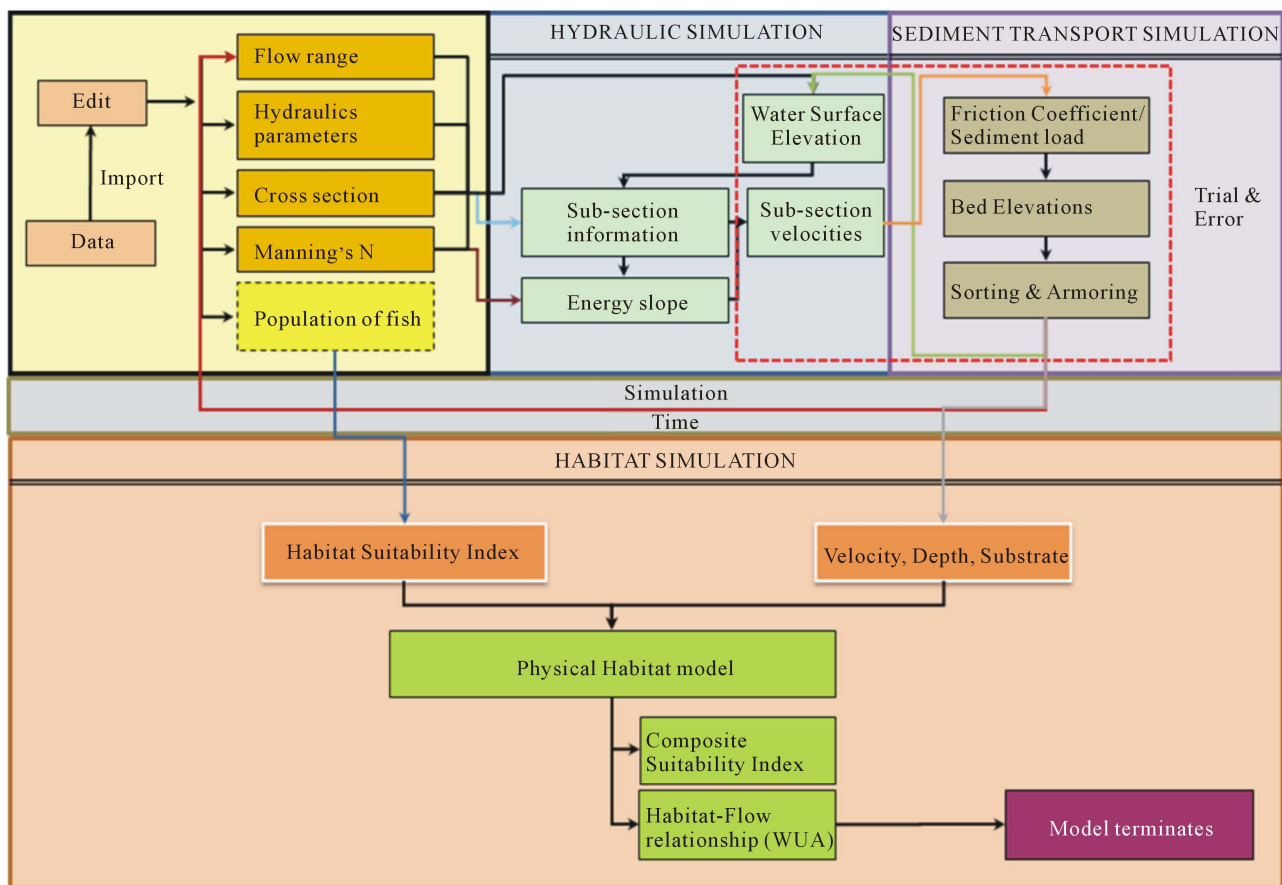 HYDRAULIC SIMULATION
SEDIMENT TRANSPORT SIMULATION
Edit
Import
Data
Flow range
Hydraulics
parameters
Cross section
Manning's N
Population of fish
Water Surface
Elevation
Sub-section
information
Sub-section
velocities
Energy slope
Friction Coefficient/
Sediment load
Bed Elevations
Sorting & Armoring
Trial &
Error
Simulation
Time
HABITAT SIMULATION
Habitat Suitability Index
Velocity, Depth, Substrate
Physical Habitat model
Composite
Suitability Index
Habitat-Flow
relationship (WUA)
Model terminates